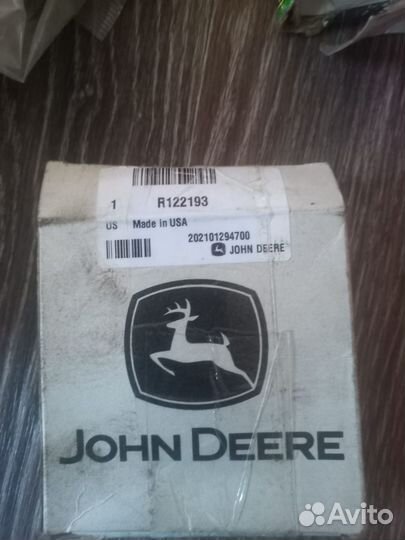 1 R122193
US Made in USA
202101294700
JOHN DEERE
JOHN DEERE
Avito